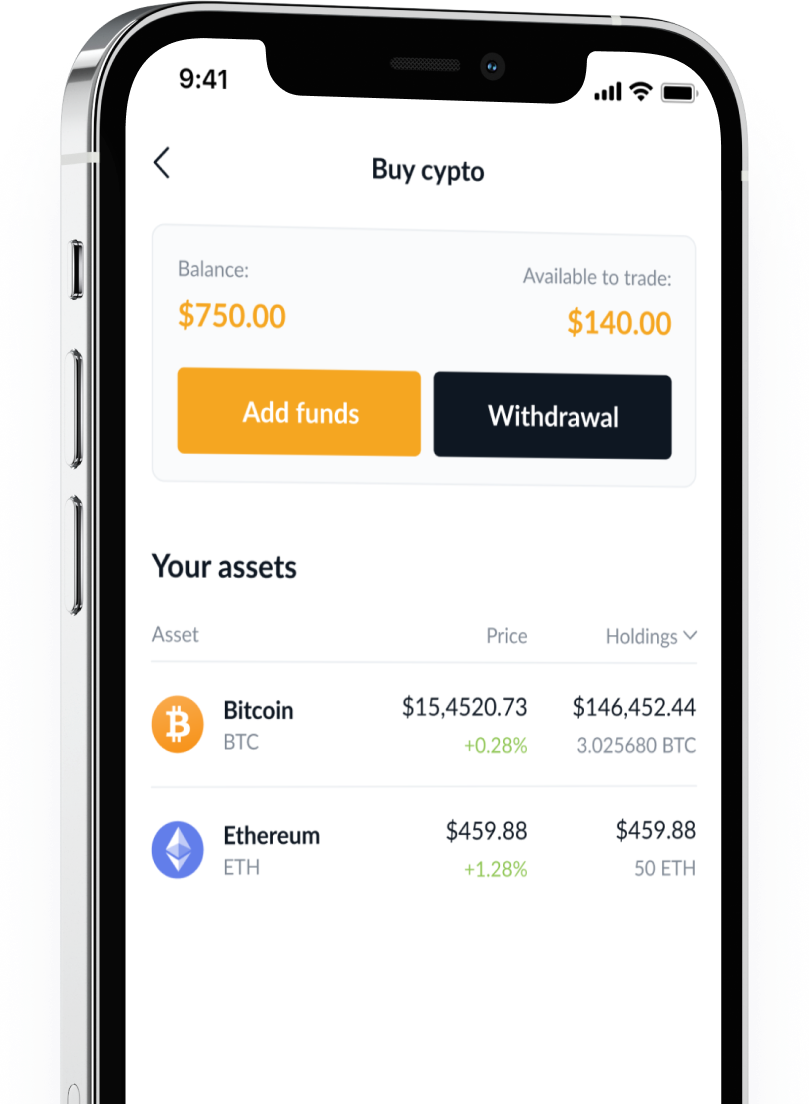 9:41
Buy cypto
Balance: Available to trade:
$750.00 $140.00
Add funds Withdrawal
Your assets
Asset Price Holdings
Bitcoin $15,4520.73 $146,452.44
BTC +0.28% 3.025680 BTC
Ethereum $459.88 $459.88
ETH +1.28% 50 ETH